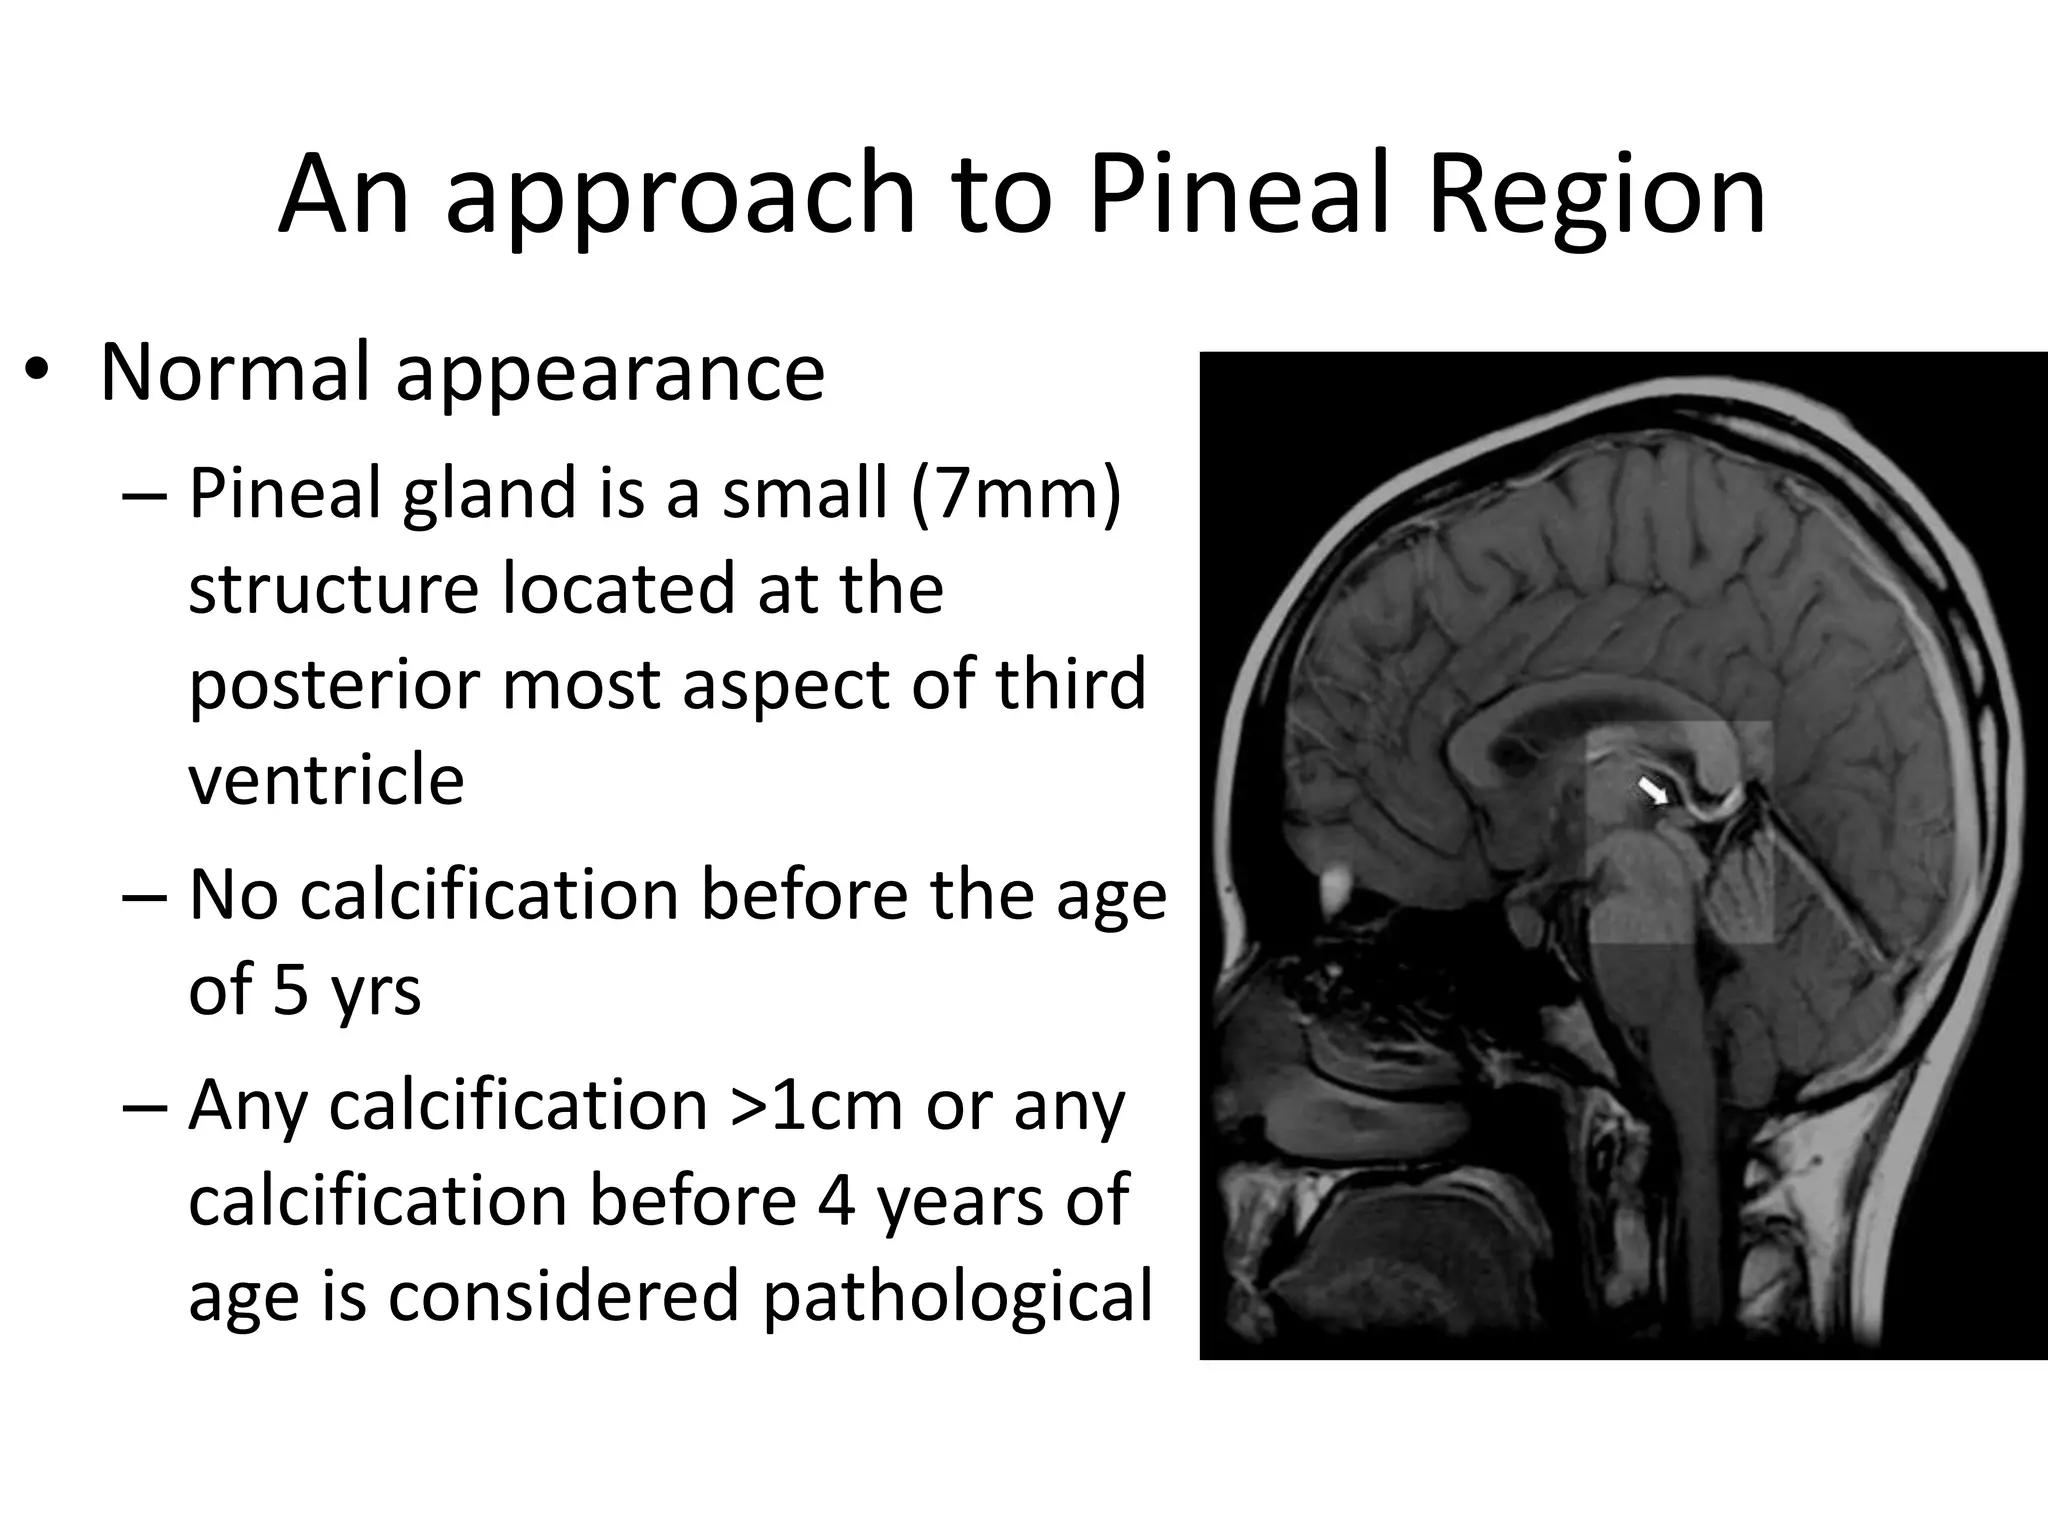 An approach to Pineal Region
• Normal appearance
– Pineal gland is a small (7mm)
structure located at the
posterior most aspect of third
ventricle
– No calcification before the age
of 5 yrs
– Any calcification >1cm or any
calcification before 4 years of
age is considered pathological